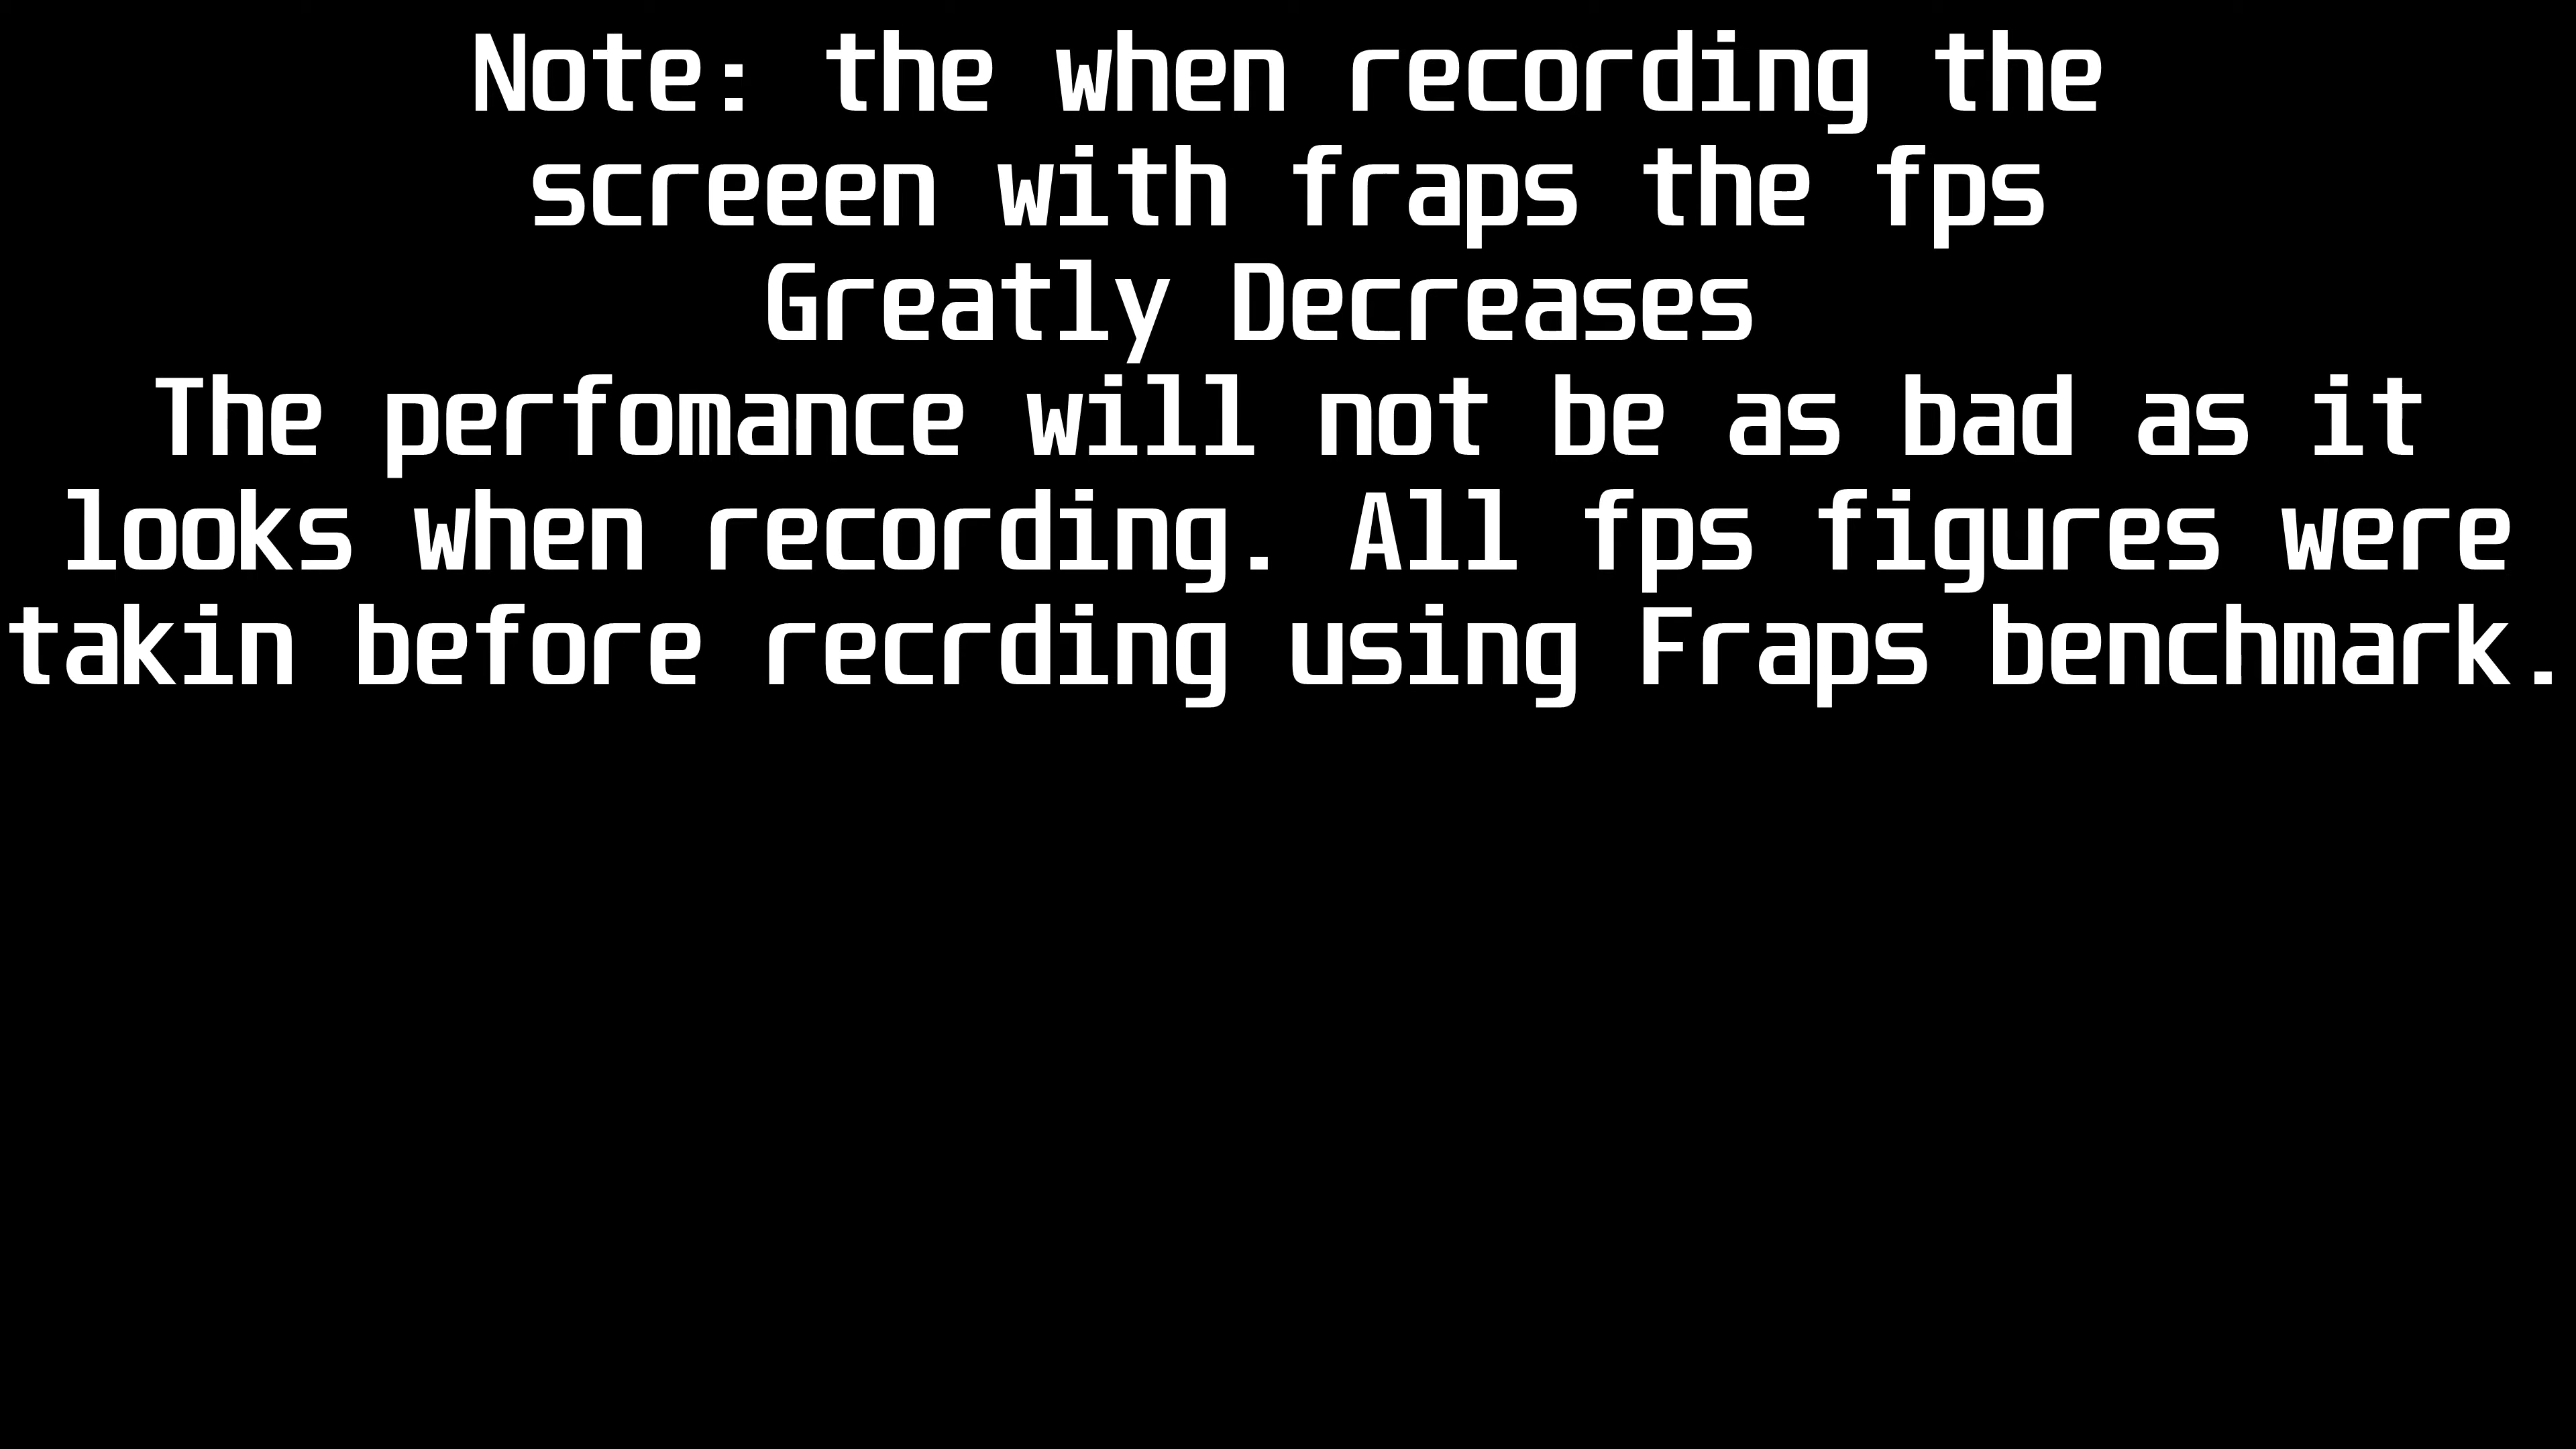 Note: the when recording the
screeen with fraps the fps
Greatly Decreases
The perfomance will not be as bad as it
looks when recording. All fps figures were
takin before recrding using Fraps benchmark.